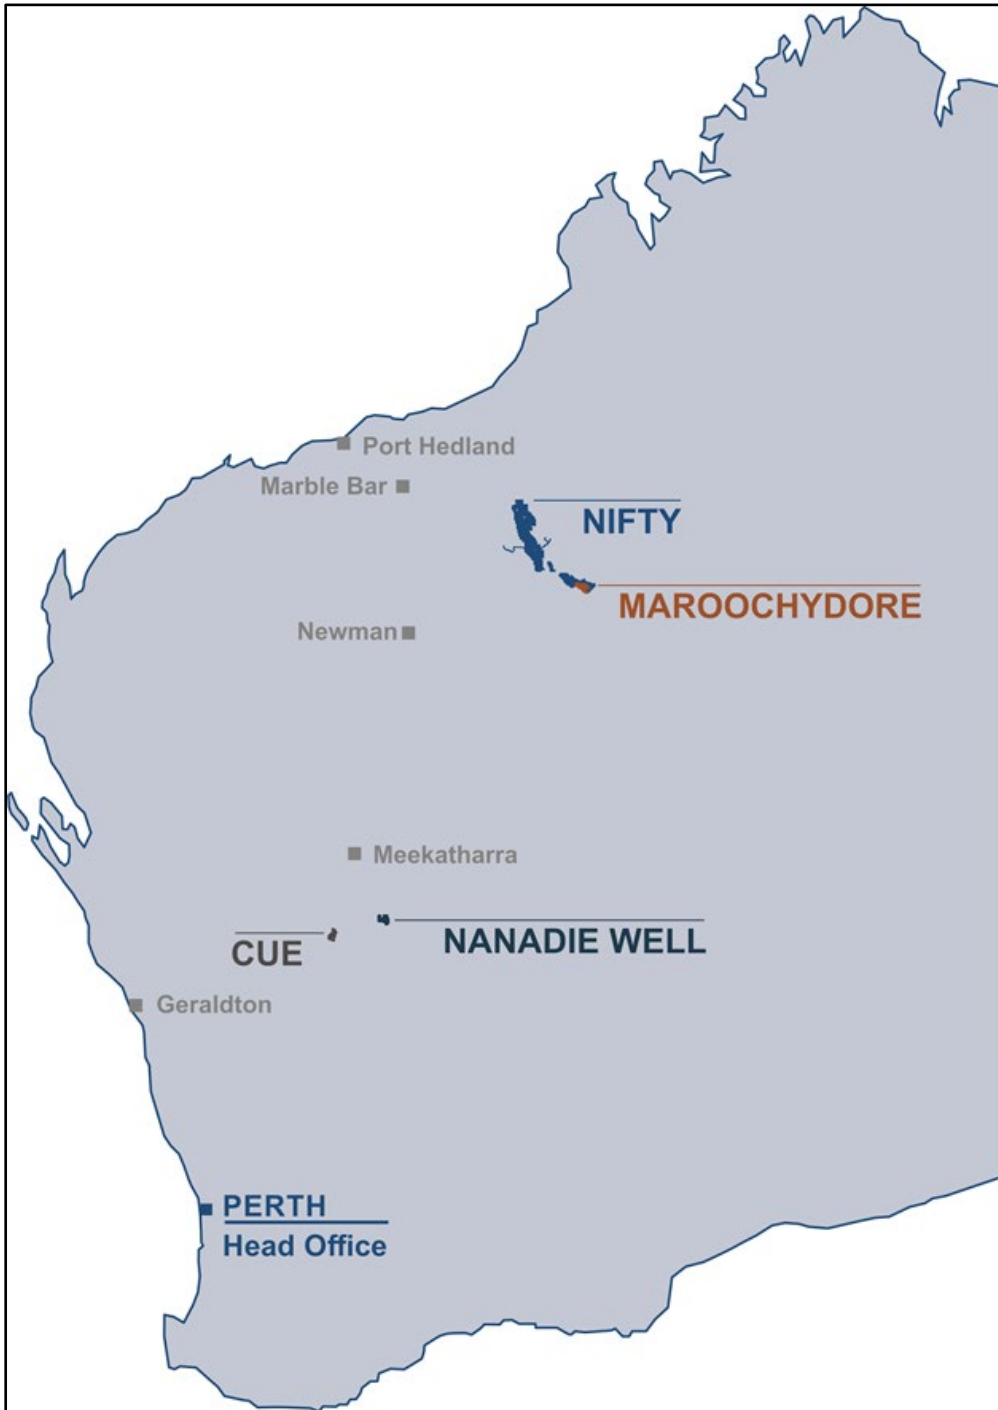 Port Hedland
Marble Bar
NIFTY
MAROOCHYDORE
Newman
Meekatharra
CUE
NANADIE WELL
Geraldton
PERTH
Head Office